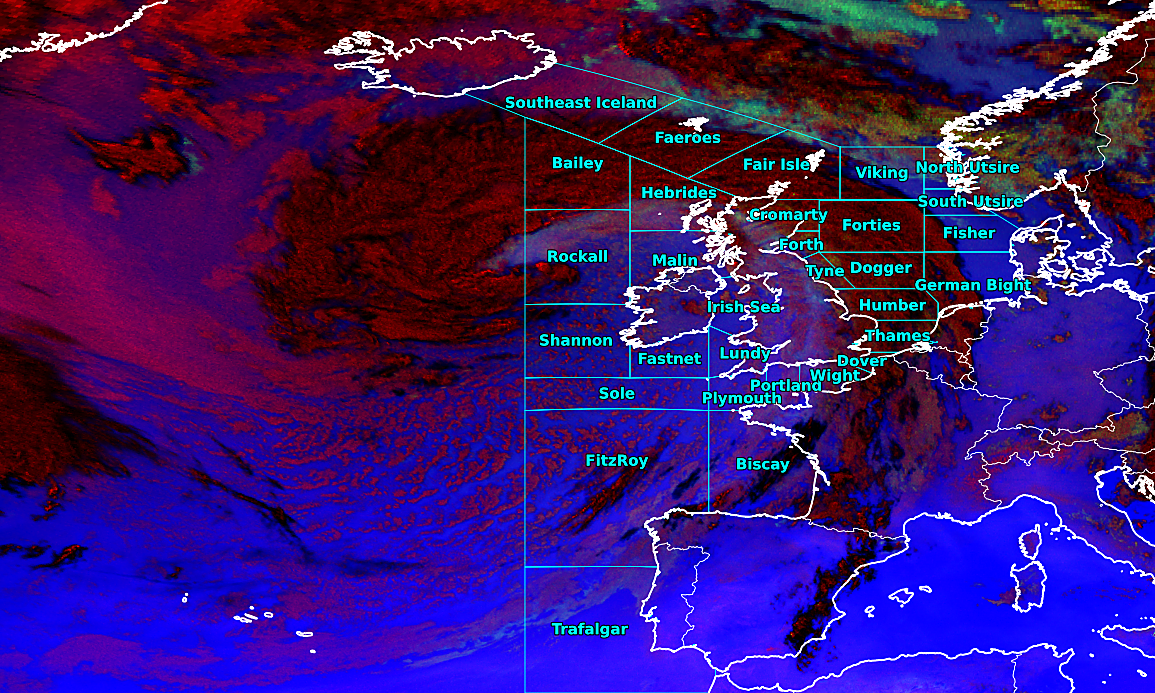 Southeast Iceland
Faeroes
Bailey
Fair Isle
Viking
North Utsire
Hebrides
South Utsire
Cromarty
Forties
Fisher
Forth
Rockall
Malin
Tyne
Dogger
German Bight
Irish Sea
Humber
Shannon
Thames
Fastnet
Lundy
Dover
Wight
Portland
Sole
Plymouth
FitzRoy
Biscay
Trafalgar